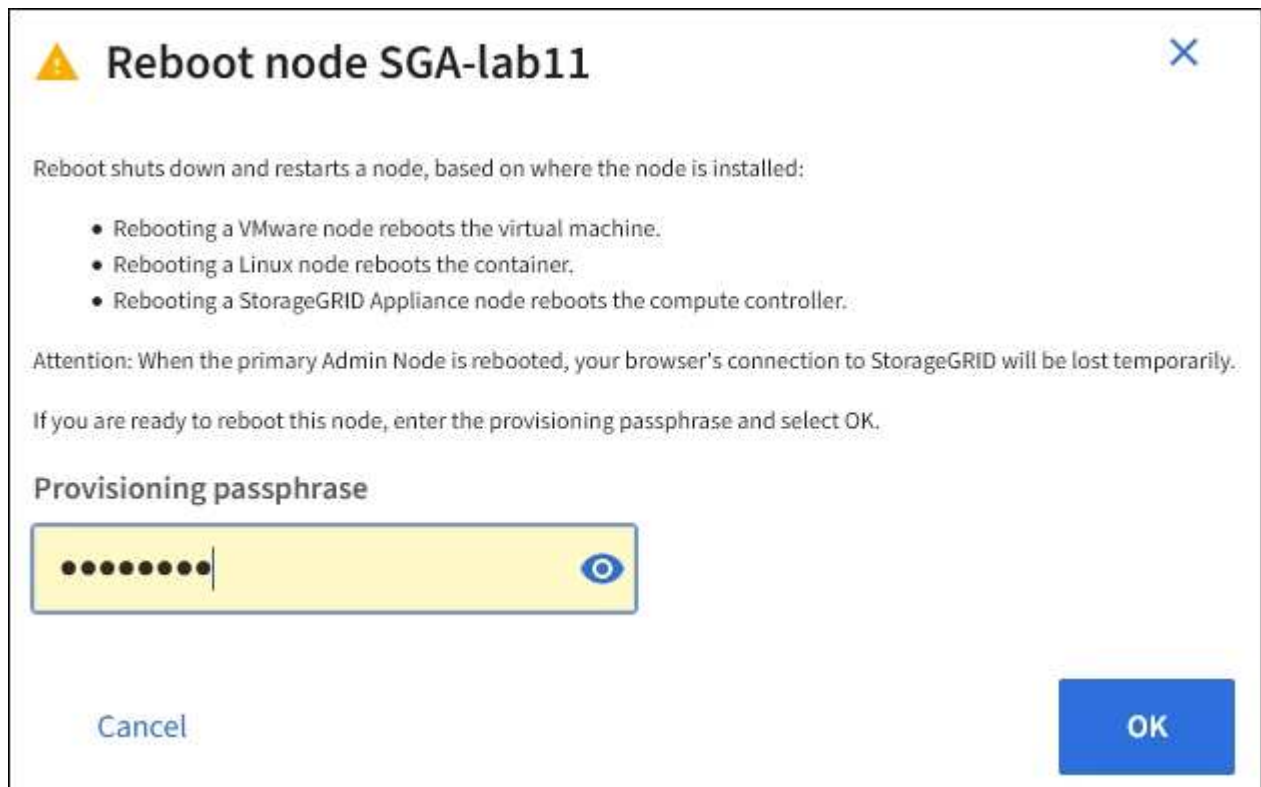 Reboot node SGA-lab11
Reboot shuts down and restarts a node, based on where the node is installed:
• Rebooting a VMware node reboots the virtual machine.
• Rebooting a Linux node reboots the container.
• Rebooting a StorageGRID Appliance node reboots the compute controller.
Attention: When the primary Admin Node is rebooted, your browser's connection to StorageGRID will be lost temporarily.
If you are ready to reboot this node, enter the provisioning passphrase and select OK.
Provisioning passphrase
••••••••
Cancel
OK